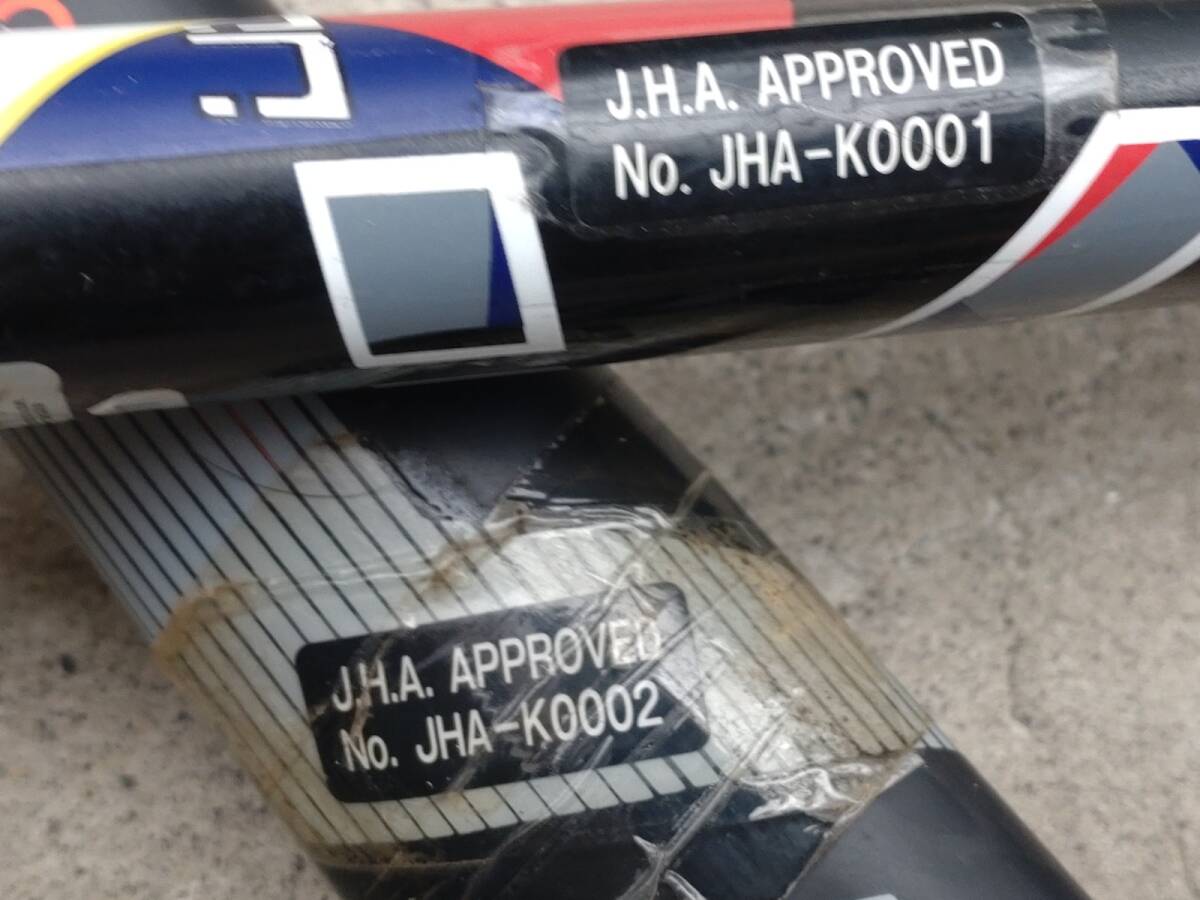 J.H.A. APPROVED
No. JHA-K0001
J.H.A. APPROVED
No. JHA-K0002